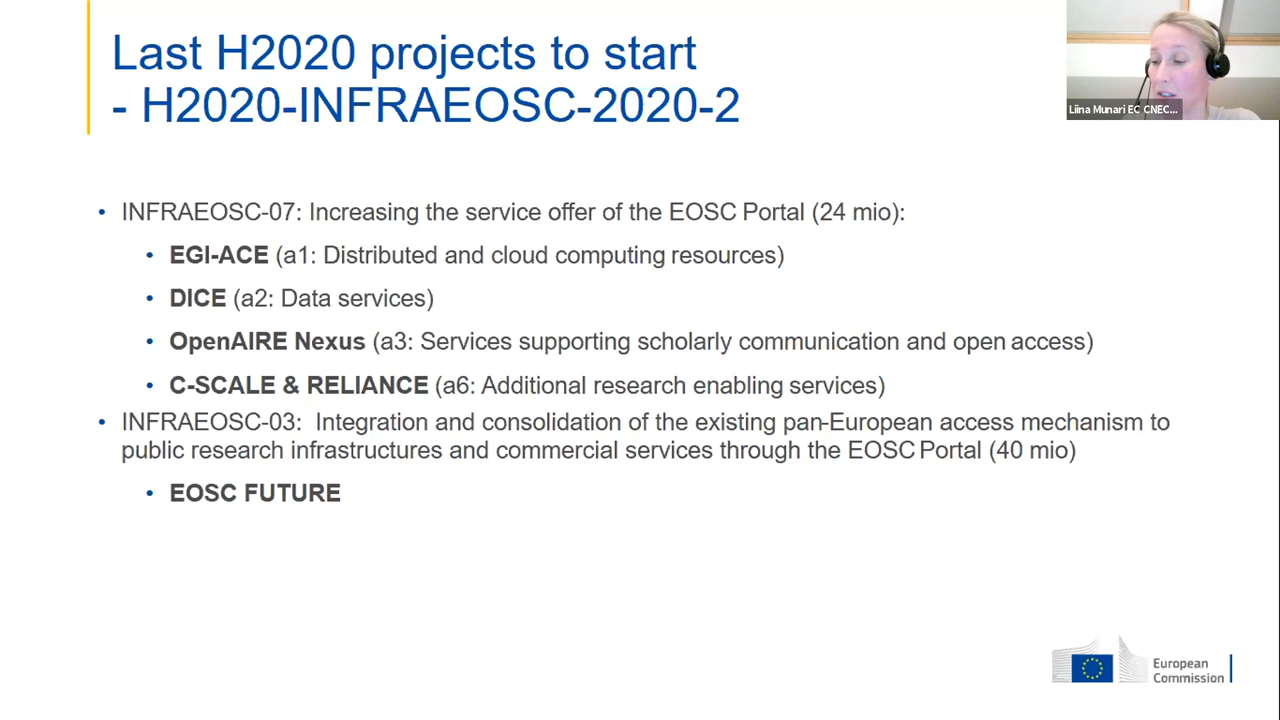 Last H2020 projects to start
- H2020-INFRAEOSC-2020-2
Liina Munari EC CNEC...
• INFRAEOSC-07: Increasing the service offer of the EOSC Portal (24 mio):
• EGI-ACE (a1: Distributed and cloud computing resources)
• DICE (a2: Data services)
• OpenAIRE Nexus (a3: Services supporting scholarly communication and open access)
• C-SCALE & RELIANCE (a6: Additional research enabling services)
• INFRAEOSC-03: Integration and consolidation of the existing pan-European access mechanism to
public research infrastructures and commercial services through the EOSC Portal (40 mio)
• EOSC FUTURE
European
Commission